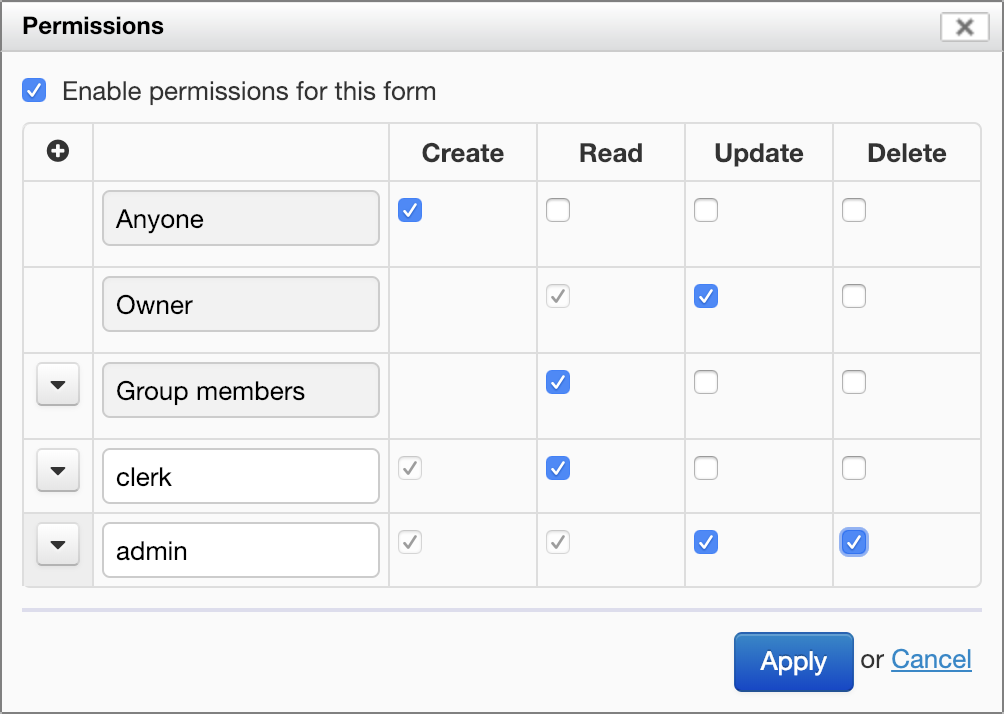 Permissions
Enable permissions for this form
Create Read Update Delete
Anyone
Owner
Group members
clerk
admin
Apply or Cancel